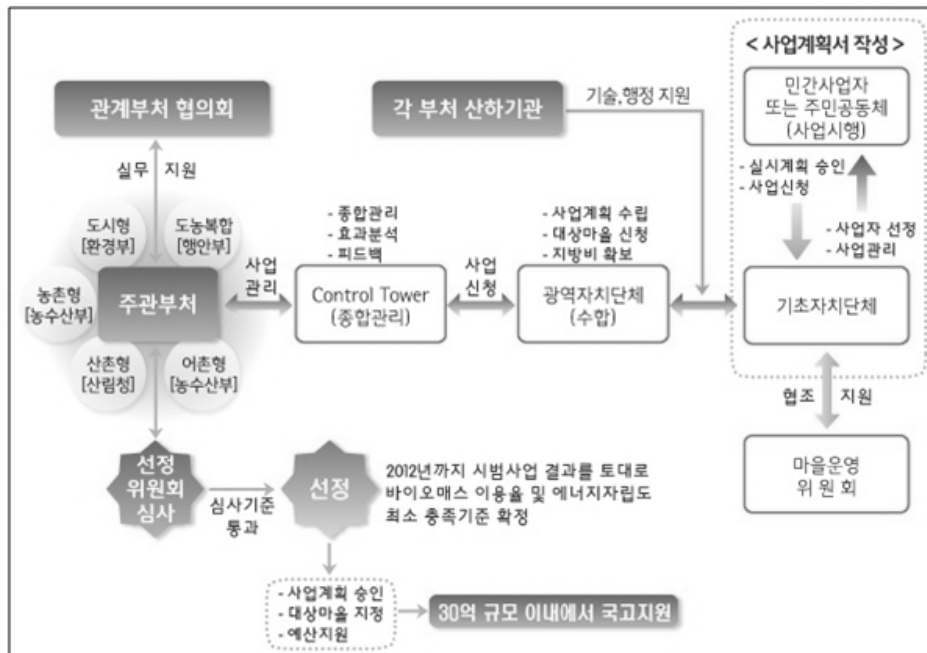 < 사업계획서 작성 >
민간사업자
또는 주민공동체
(사업시행)
관계부처 협의회
각 부처 산하기관
기술,행정 지원
실무 지원
- 실시계획 승인
- 사업신청
- 사업자 선정
- 사업관리
도시형
[환경부]
도농복합
[행안부]
농촌형
[농수산부]
주관부처
산촌형
[산림청]
어촌형
[농수산부]
사업
관리
- 종합관리
- 효과분석
- 피드백
Control Tower
(종합관리)
사업
신청
- 사업계획 수립
- 대상마을 신청
- 지방비 확보
광역자치단체
(수합)
기초자치단체
협조 지원
마을운영
위 원 회
선정
위원회
심사
심사기준
통과
선정
2012년까지 시범사업 결과를 토대로
바이오매스 이용율 및 에너지자립도
최소 충족기준 확정
- 사업계획 승인
- 대상마을 지정
- 예산지원
30억 규모 이내에서 국고지원